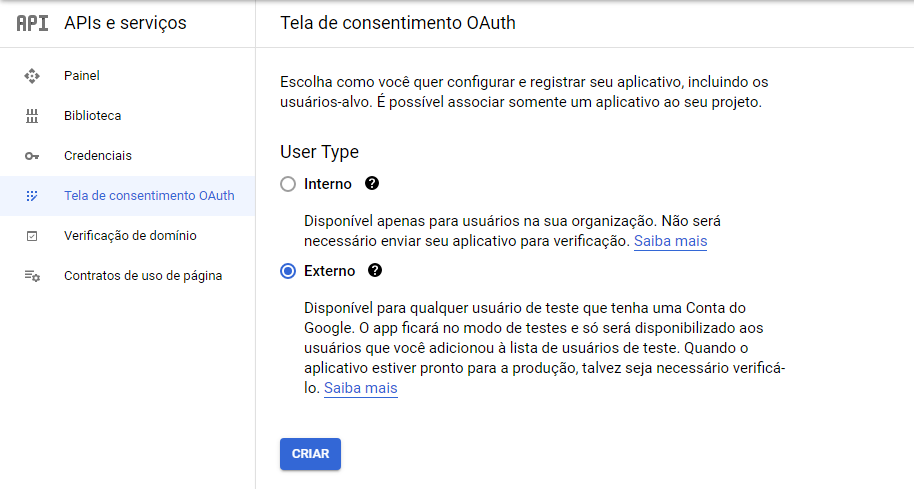 API APIs e serviços
Tela de consentimento OAuth
Painel
Biblioteca
Credenciais
Tela de consentimento OAuth
Verificação de domínio
Contratos de uso de página
Escolha como você quer configurar e registrar seu aplicativo, incluindo os
usuários-alvo. É possível associar somente um aplicativo ao seu projeto.
User Type
Interno
Disponível apenas para usuários na sua organização. Não será
necessário enviar seu aplicativo para verificação. Saiba mais
Externo
Disponível para qualquer usuário de teste que tenha uma Conta do
Google. O app ficará no modo de testes e só será disponibilizado aos
usuários que você adicionou à lista de usuários de teste. Quando o
aplicativo estiver pronto para a produção, talvez seja necessário verificá-
lo. Saiba mais
CRIAR